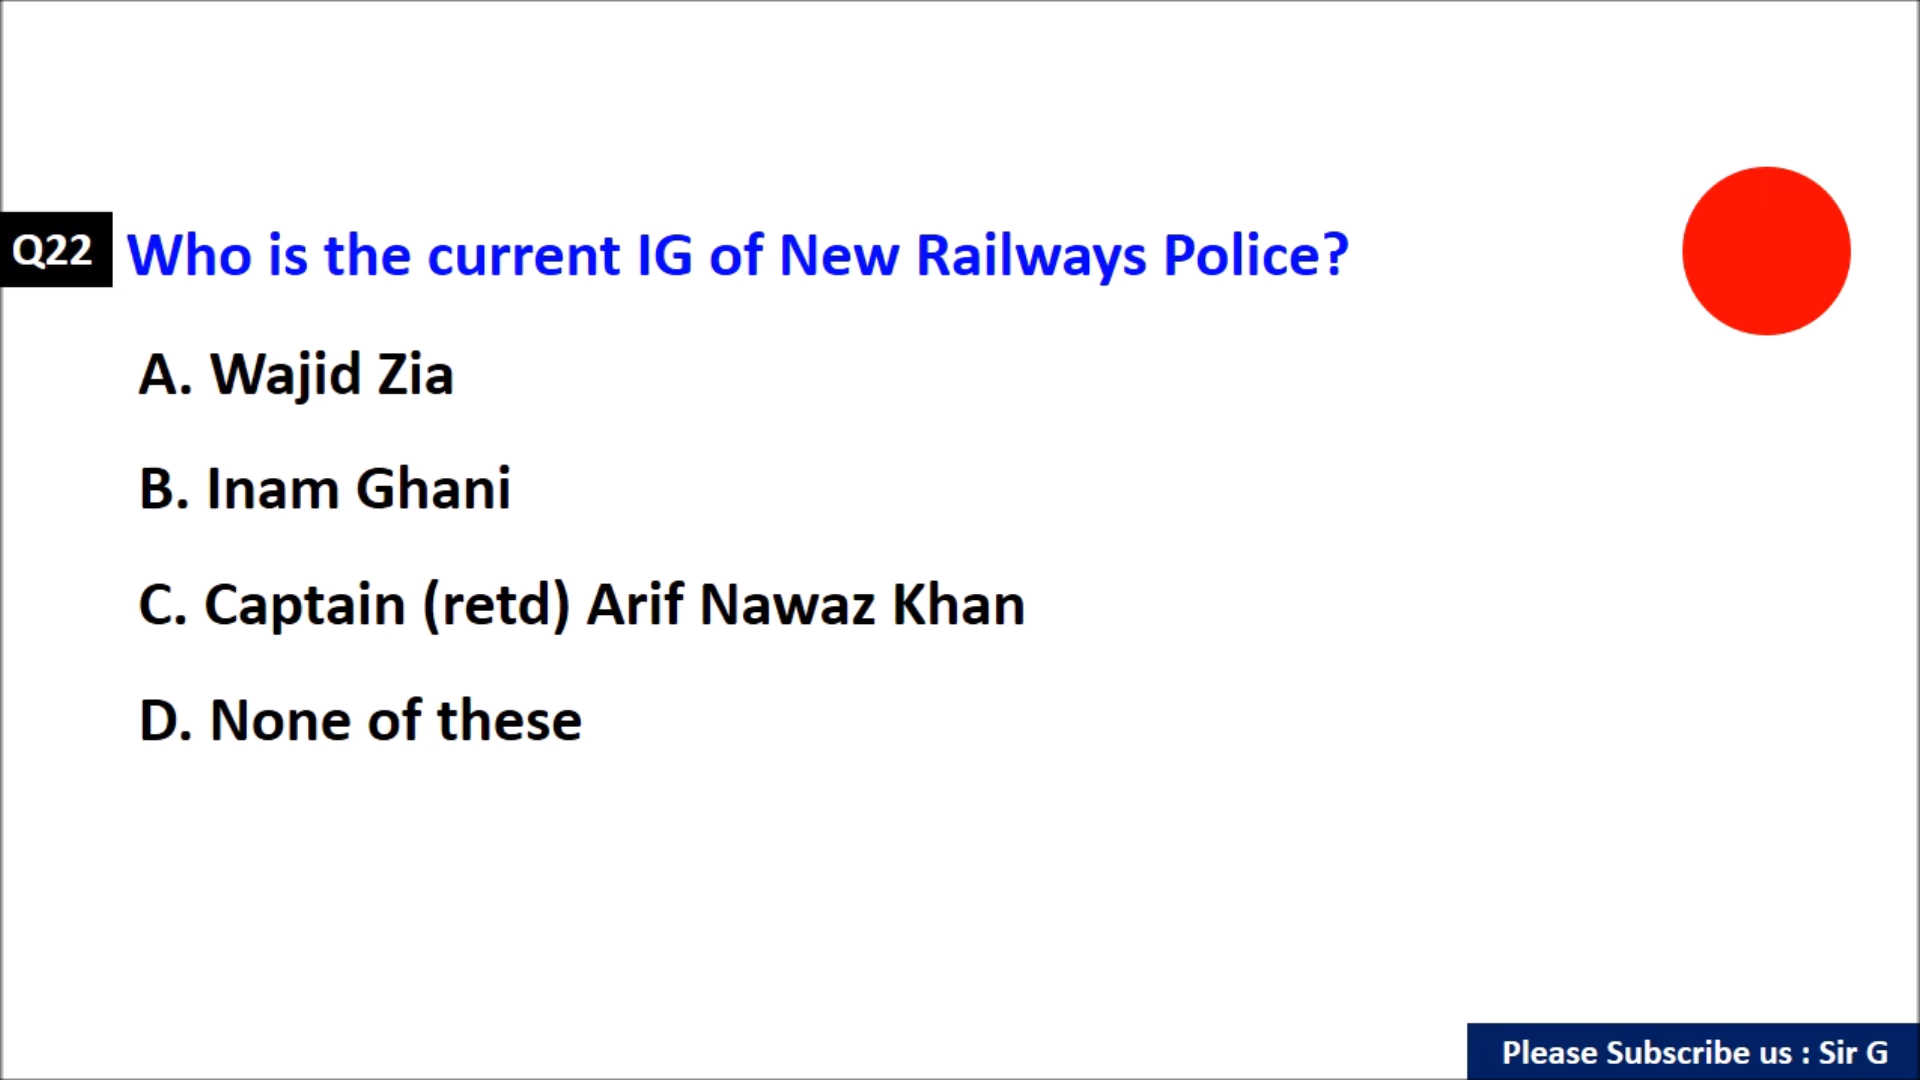 Q22 Who is the current IG of New Railways Police?
A. Wajid Zia
B. Inam Ghani
C. Captain (retd) Arif Nawaz Khan
D. None of these
Please Subscribe us : Sir G